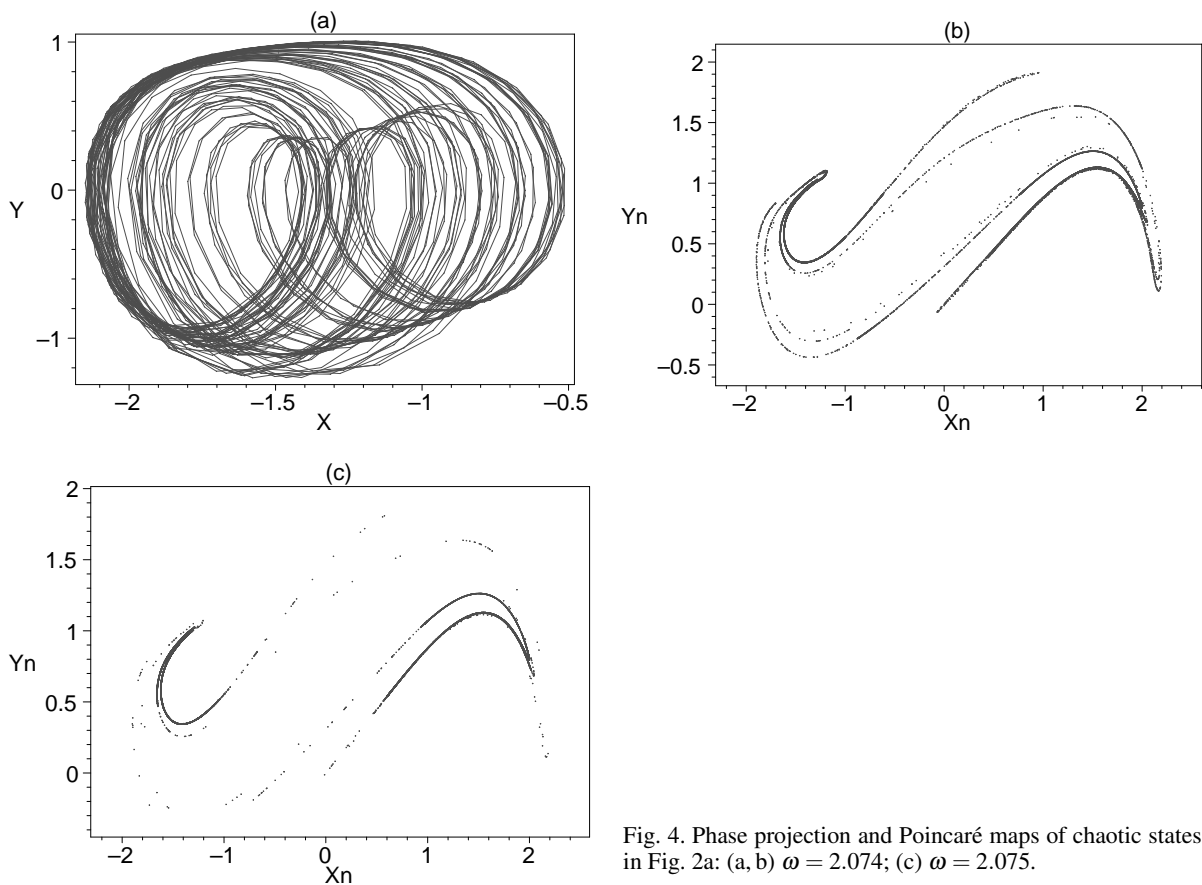 (a)
1
0
–1
Y
–2
–1.5
–1
–0.5
X
(b)
2
1.5
1
0.5
0
–0.5
Yn
–2
–1
0
1
2
Xn
(c)
2
1.5
1
0.5
0
Yn
–2
–1
0
1
2
Xn
Fig. 4. Phase projection and Poincaré maps of chaotic states
in Fig. 2a: (a, b) ω = 2.074; (c) ω = 2.075.